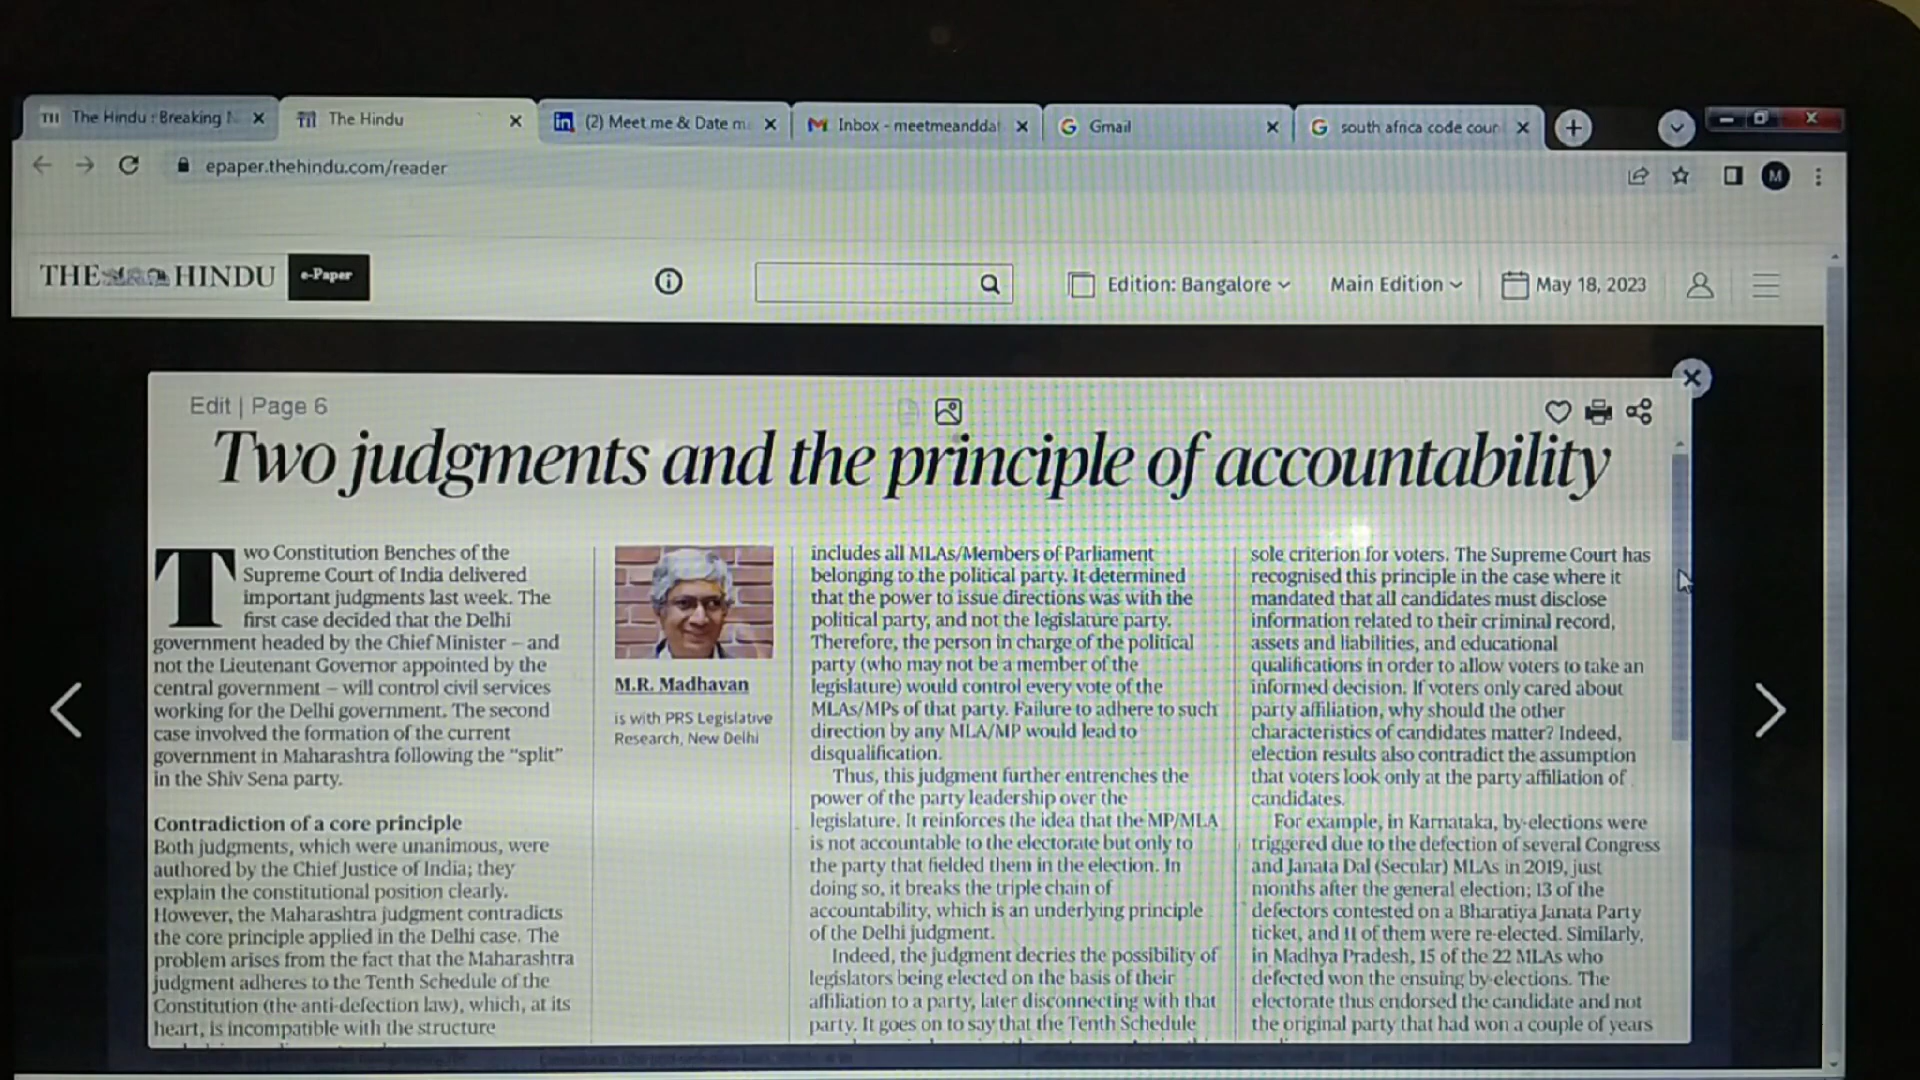 The Hindu : Breaking N
The Hindu
(2) Meet me & Date m
Inbox - meetmeanddat
Gmail
south africa code cour
epaper.thehindu.com/reader
THE HINDU e-Paper
Edition: Bangalore
Main Edition
May 18, 2023
Edit | Page 6
Two judgments and the principle of accountability
Two Constitution Benches of the
Supreme Court of India delivered
important judgments last week. The
first case decided that the Delhi
government headed by the Chief Minister – and
not the Lieutenant Governor appointed by the
central government – will control civil services
working for the Delhi government. The second
case involved the formation of the current
government in Maharashtra following the “split”
in the Shiv Sena party.
Contradiction of a core principle
Both judgments, which were unanimous, were
authored by the Chief Justice of India; they
explain the constitutional position clearly.
However, the Maharashtra judgment contradicts
the core principle applied in the Delhi case. The
problem arises from the fact that the Maharashtra
judgment adheres to the Tenth Schedule of the
Constitution (the anti-defection law), which, at its
heart, is incompatible with the structure
M.R. Madhavan
is with PRS Legislative
Research, New Delhi
includes all MLAs/Members of Parliament
belonging to the political party. It determined
that the power to issue directions was with the
political party, and not the legislature party.
Therefore, the person in charge of the political
party (who may not be a member of the
legislature) would control every vote of the
MLAs/MPs of that party. Failure to adhere to such
direction by any MLA/MP would lead to
disqualification.
Thus, this judgment further entrenches the
power of the party leadership over the
legislature. It reinforces the idea that the MP/MLA
is not accountable to the electorate but only to
the party that fielded them in the election. In
doing so, it breaks the triple chain of
accountability, which is an underlying principle
of the Delhi judgment.
Indeed, the judgment decries the possibility of
legislators being elected on the basis of their
affiliation to a party, later disconnecting with that
party. It goes on to say that the Tenth Schedule
sole criterion for voters. The Supreme Court has
recognised this principle in the case where it
mandated that all candidates must disclose
information related to their criminal record,
assets and liabilities, and educational
qualifications in order to allow voters to take an
informed decision. If voters only cared about
party affiliation, why should the other
characteristics of candidates matter? Indeed,
election results also contradict the assumption
that voters look only at the party affiliation of
candidates.
For example, in Karnataka, by-elections were
triggered due to the defection of several Congress
and Janata Dal (Secular) MLAs in 2019, just
months after the general election; 13 of the
defectors contested on a Bharatiya Janata Party
ticket, and 11 of them were re-elected. Similarly,
in Madhya Pradesh, 15 of the 22 MLAs who
defected won the ensuing by-elections. The
electorate thus endorsed the candidate and not
the original party that had won a couple of years